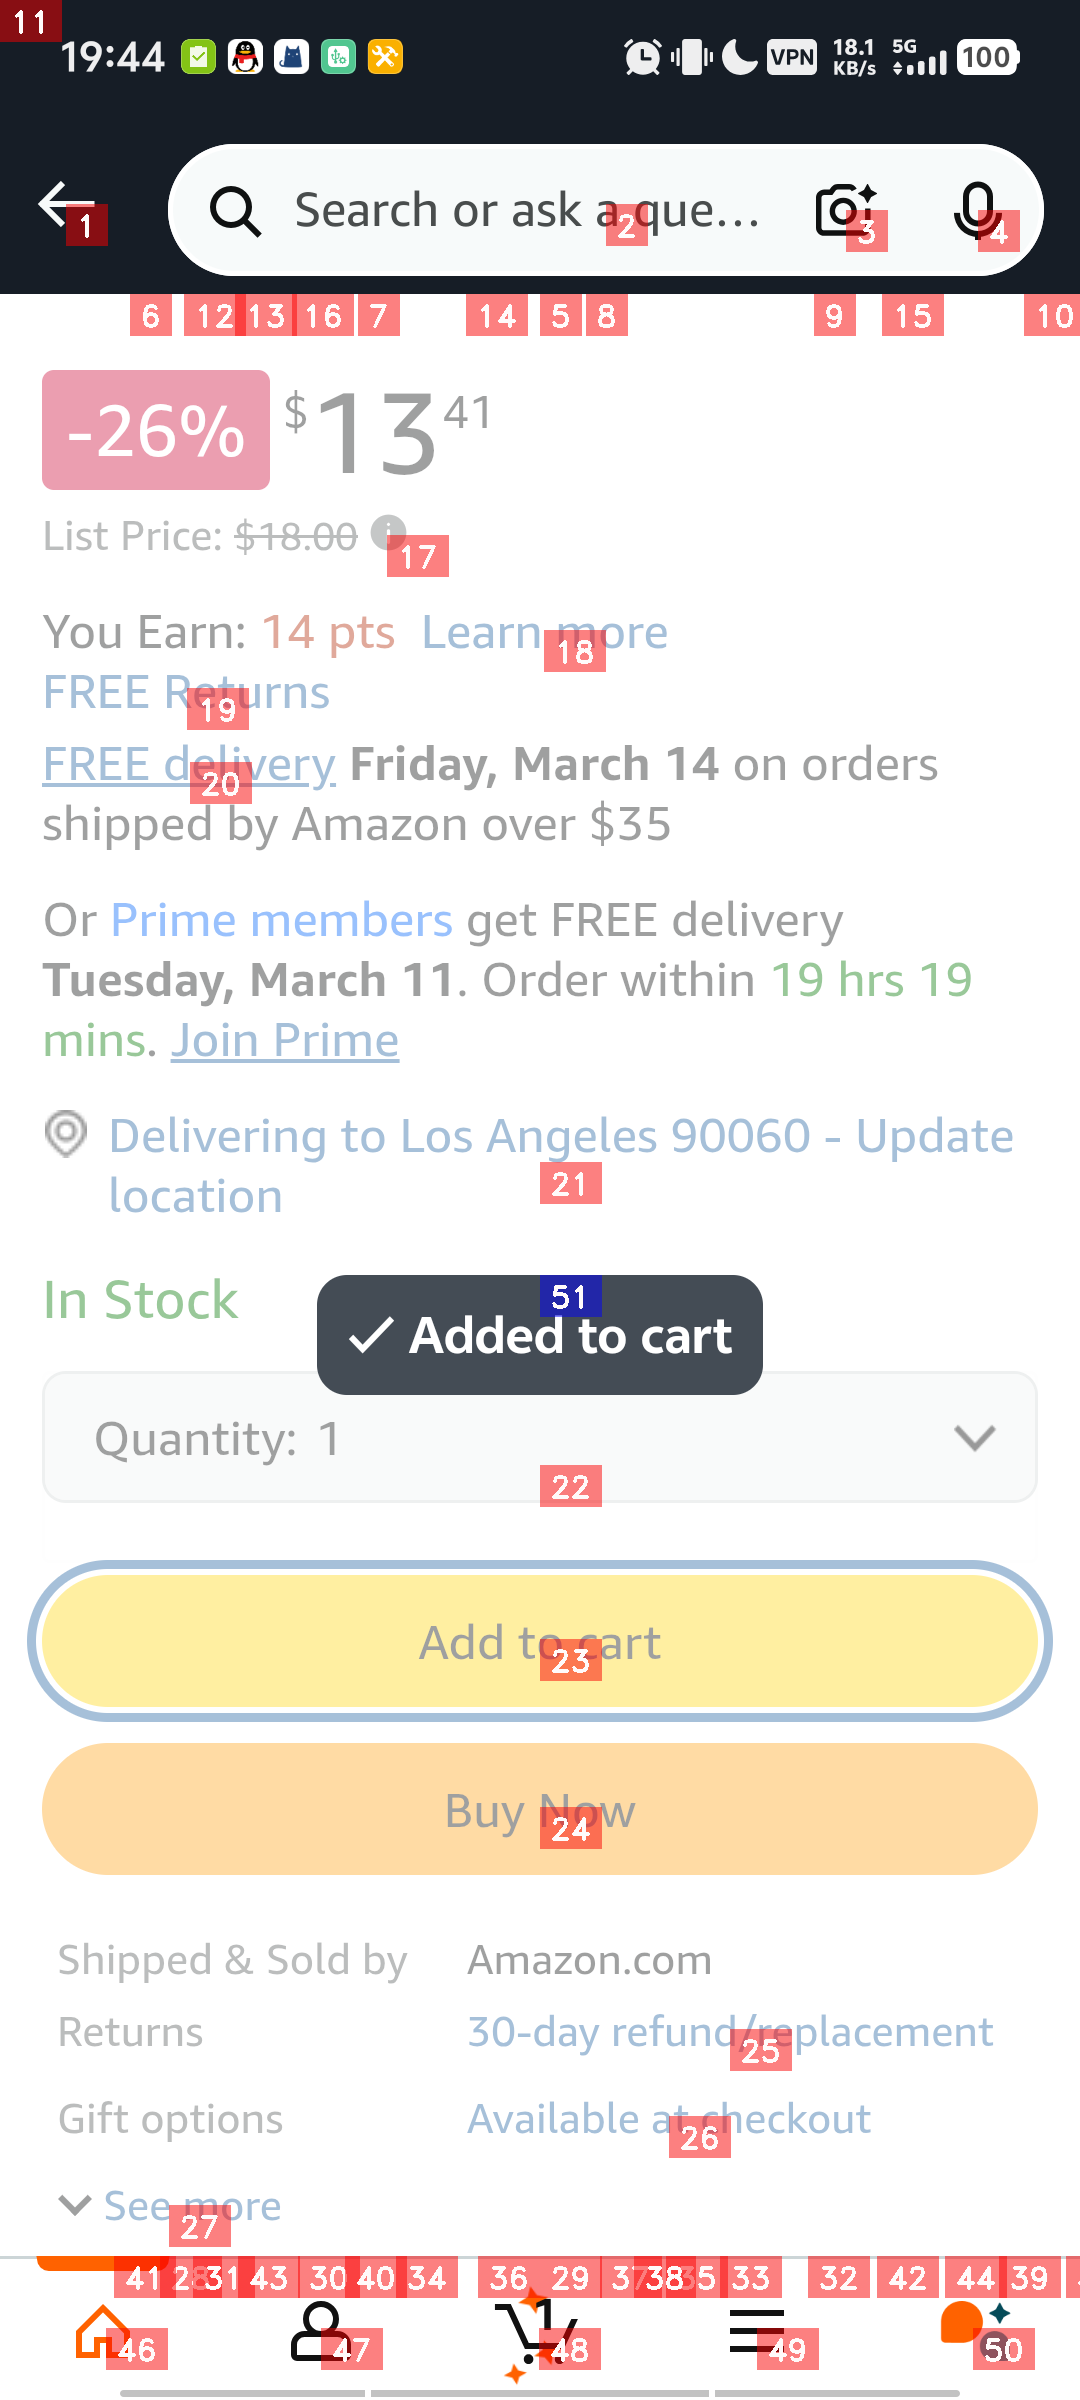 11
19:44
VPN
18.1 KB/s
5G
100
1
Search or ask a que...
2
3
4
6 12 13 16 7 14 5 8 9 15 10
-26%
$13 41
List Price: $18.00
17
You Earn: 14 pts Learn more
18
FREE Returns
19
FREE delivery Friday, March 14 on orders
20
shipped by Amazon over $35
Or Prime members get FREE delivery
Tuesday, March 11. Order within 19 hrs 19
mins. Join Prime
Delivering to Los Angeles 90060 - Update
21
location
In Stock
51
Added to cart
Quantity: 1
22
Add to cart
23
Buy Now
24
Shipped & Sold by Amazon.com
Returns 30-day refund/replacement
25
Gift options Available at checkout
26
See more
27
41 28 31 43 30 40 34 36 29 37 38 35 33 32 42 44 39
1
46 47 48 49 50